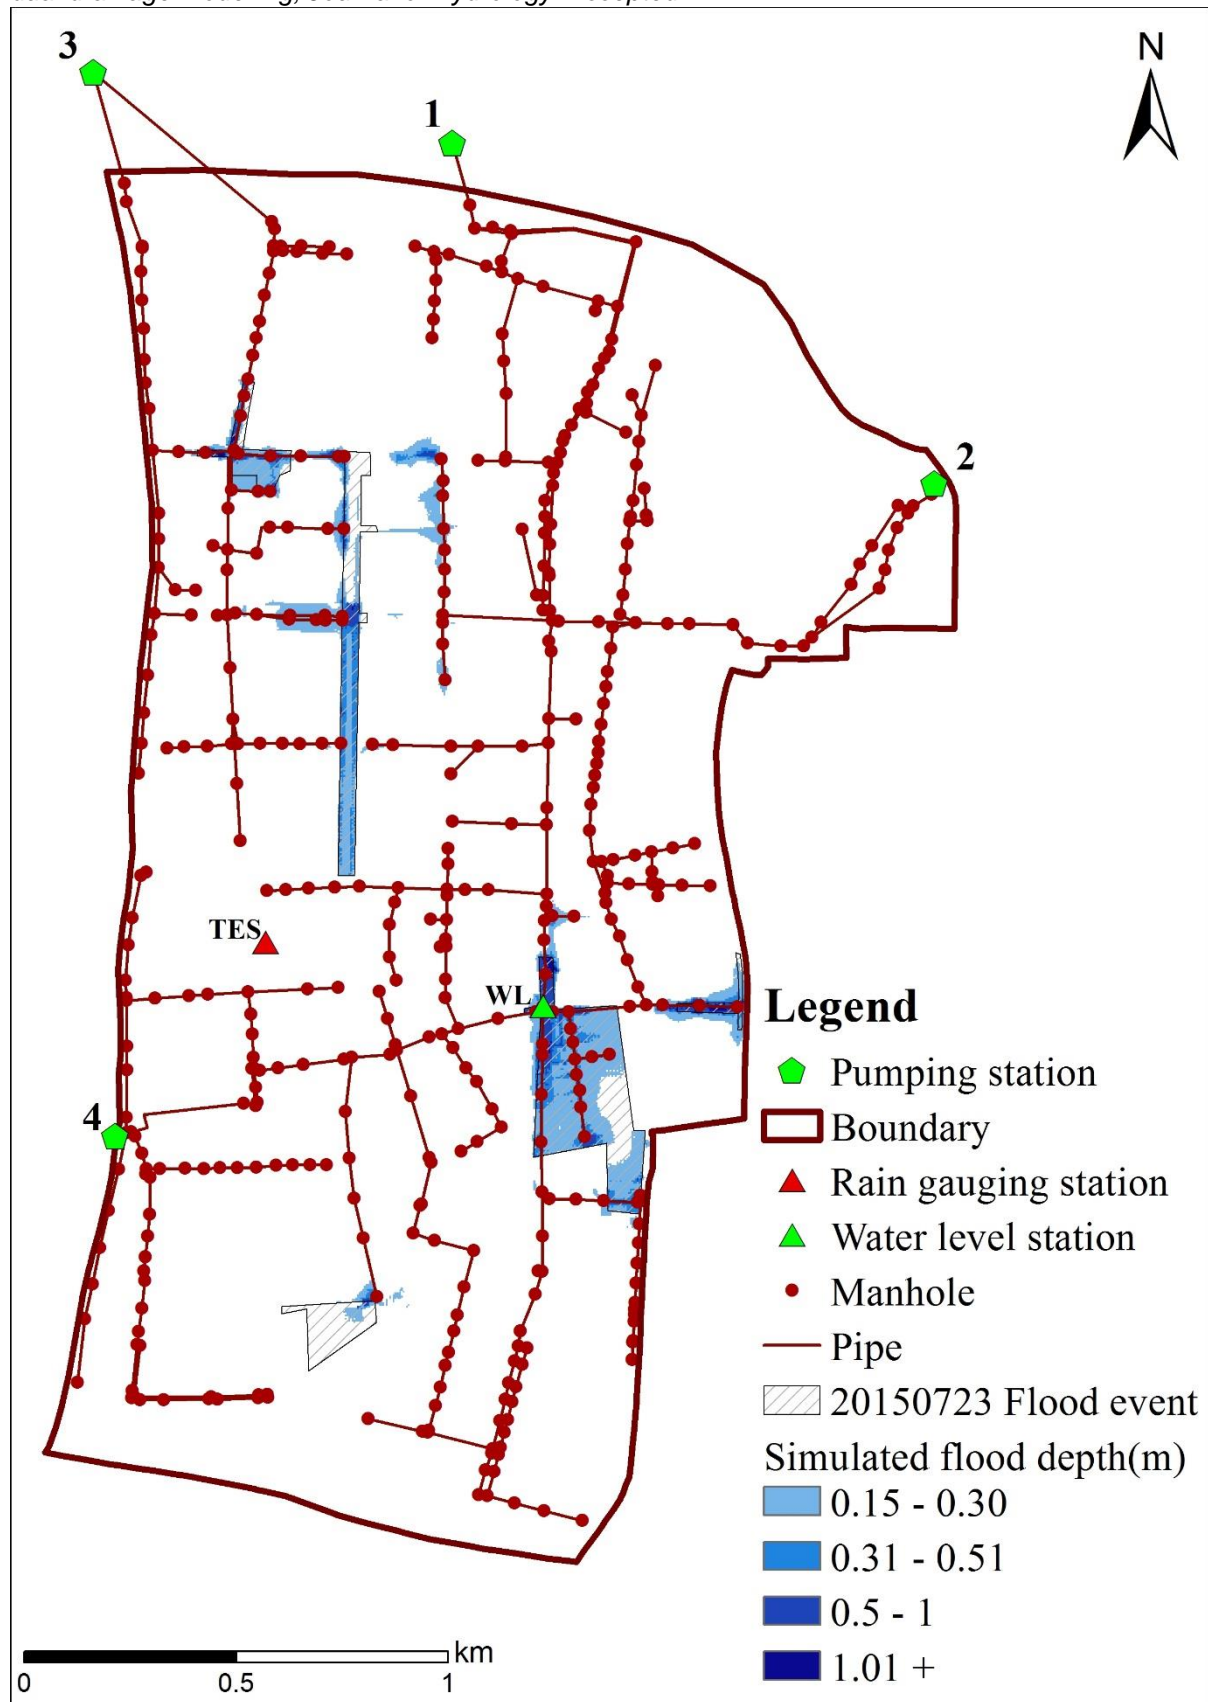 3
N
1
2
TES
WL
4
Legend
Pumping station
Boundary
Rain gauging station
Water level station
Manhole
Pipe
20150723 Flood event
Simulated flood depth(m)
0.15 - 0.30
0.31 - 0.51
0.5 - 1
1.01 +
km
0 0.5 1